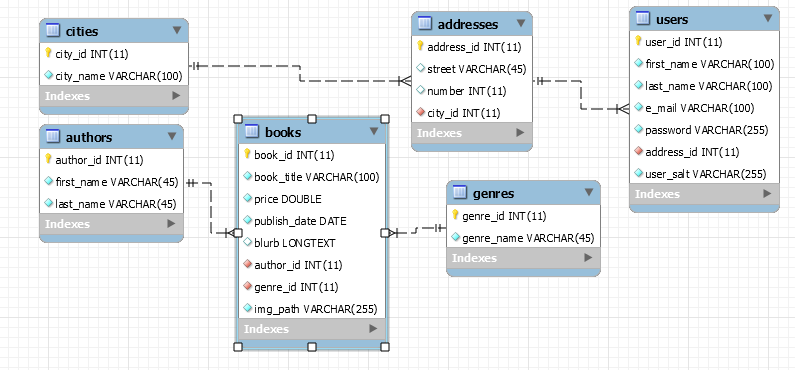 cities
city_id INT(11)
city_name VARCHAR(100)
Indexes
authors
author_id INT(11)
first_name VARCHAR(45)
last_name VARCHAR(45)
Indexes
books
book_id INT(11)
book_title VARCHAR(100)
price DOUBLE
publish_date DATE
blurb LONGTEXT
author_id INT(11)
genre_id INT(11)
img_path VARCHAR(255)
Indexes
addresses
address_id INT(11)
street VARCHAR(45)
number INT(11)
city_id INT(11)
Indexes
genres
genre_id INT(11)
genre_name VARCHAR(45)
Indexes
users
user_id INT(11)
first_name VARCHAR(100)
last_name VARCHAR(100)
e_mail VARCHAR(100)
password VARCHAR(255)
address_id INT(11)
user_salt VARCHAR(255)
Indexes